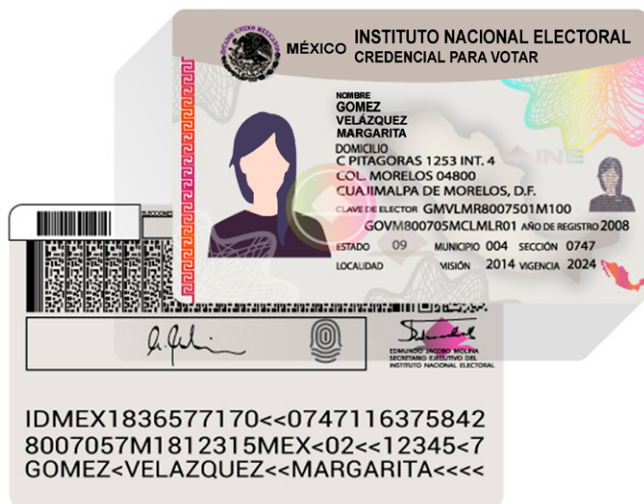 INSTITUTO NACIONAL ELECTORAL
MÉXICO CREDENCIAL PARA VOTAR
NOMBRE
GOMEZ
VELÁZQUEZ
MARGARITA
DOMICILIO
C PITAGORAS 1253 INT. 4
COL. MORELOS 04800
CUAJIMALPA DE MORELOS, D.F.
CLAVE DE ELECTOR GMVLMR8007501M100
GOVM800705MCLMLR01 AÑO DE REGISTRO 2008
ESTADO 09 MUNICIPIO 004 SECCIÓN 0747
LOCALIDAD VISIÓN 2014 VIGENCIA 2024
INE
EDMUNDO JACOBO MOLINA
SECRETARIO EJECUTIVO DEL
INSTITUTO NACIONAL ELECTORAL
IDMEX1836577170<<0747116375842
8007057M1812315MEX<02<<12345<7
GOMEZ<VELAZQUEZ<<MARGARITA<<<<